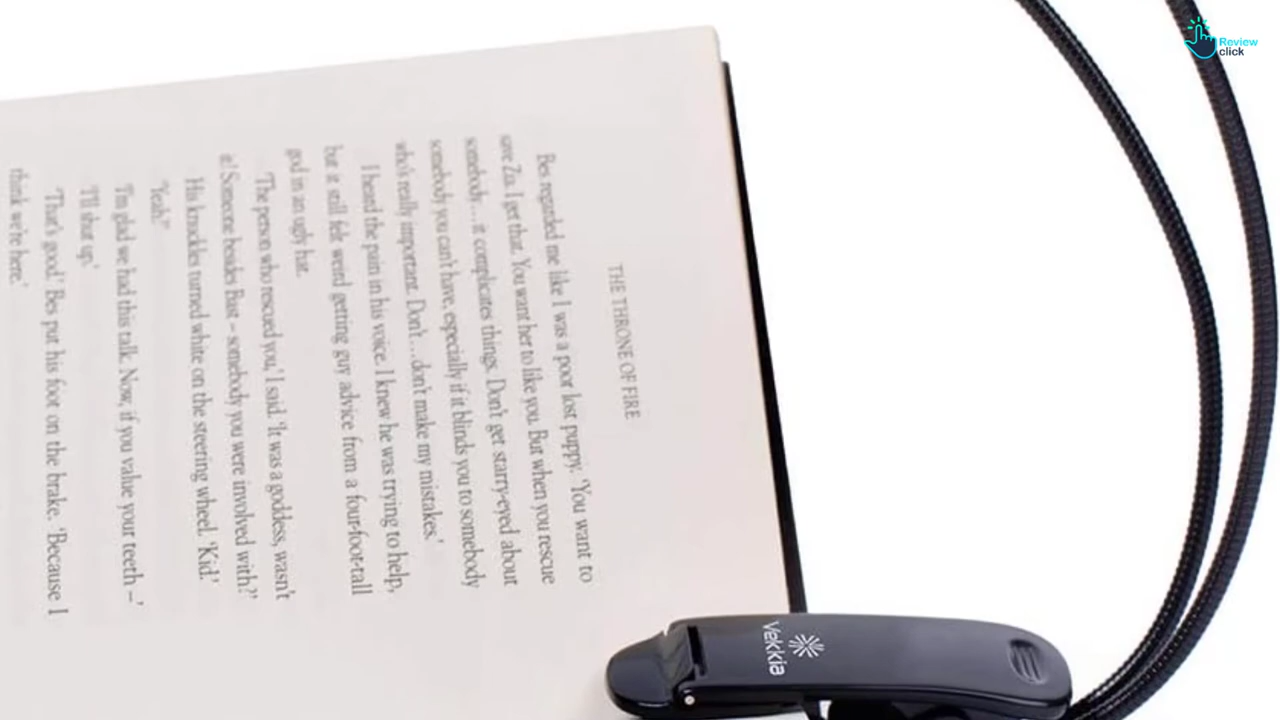 THE THRONE OF FIRE
Bes regarded me like I was a poor lost puppy. 'You want to
save Zia. I get that. You want her to like you. But when you rescue
somebody… it complicates things. Don't get starry-eyed about
somebody you can't have, especially if it blinds you to somebody
who's really important. Don't… don't make my mistakes.'
I heard the pain in his voice. I knew he was trying to help,
but it still felt weird getting guy advice from a four-foot-tall
god in an ugly hat.
'The person who rescued you,' I said. 'It was a goddess, wasn't
it? Someone besides Bast – somebody you were involved with?'
His knuckles turned white on the steering wheel. 'Kid.'
'Yeah?'
'I'm glad we had this talk. Now, if you value your teeth –'
'I'll shut up.'
'That's good.' Bes put his foot on the brake. 'Because I
think we're here.'
Vekkia
Review
click